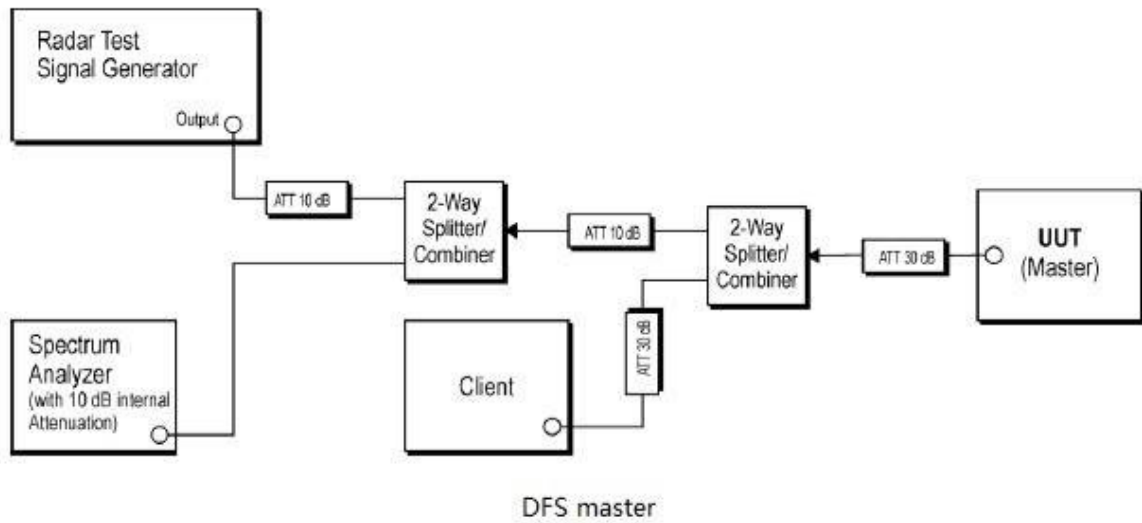 Radar Test
Signal Generator
Output
ATT 10 dB
2-Way
Splitter/
Combiner
ATT 10 dB
2-Way
Splitter/
Combiner
ATT 30 dB
UUT
(Master)
Spectrum
Analyzer
(with 10 dB internal
Attenuation)
Client
ATT 30 dB
DFS master